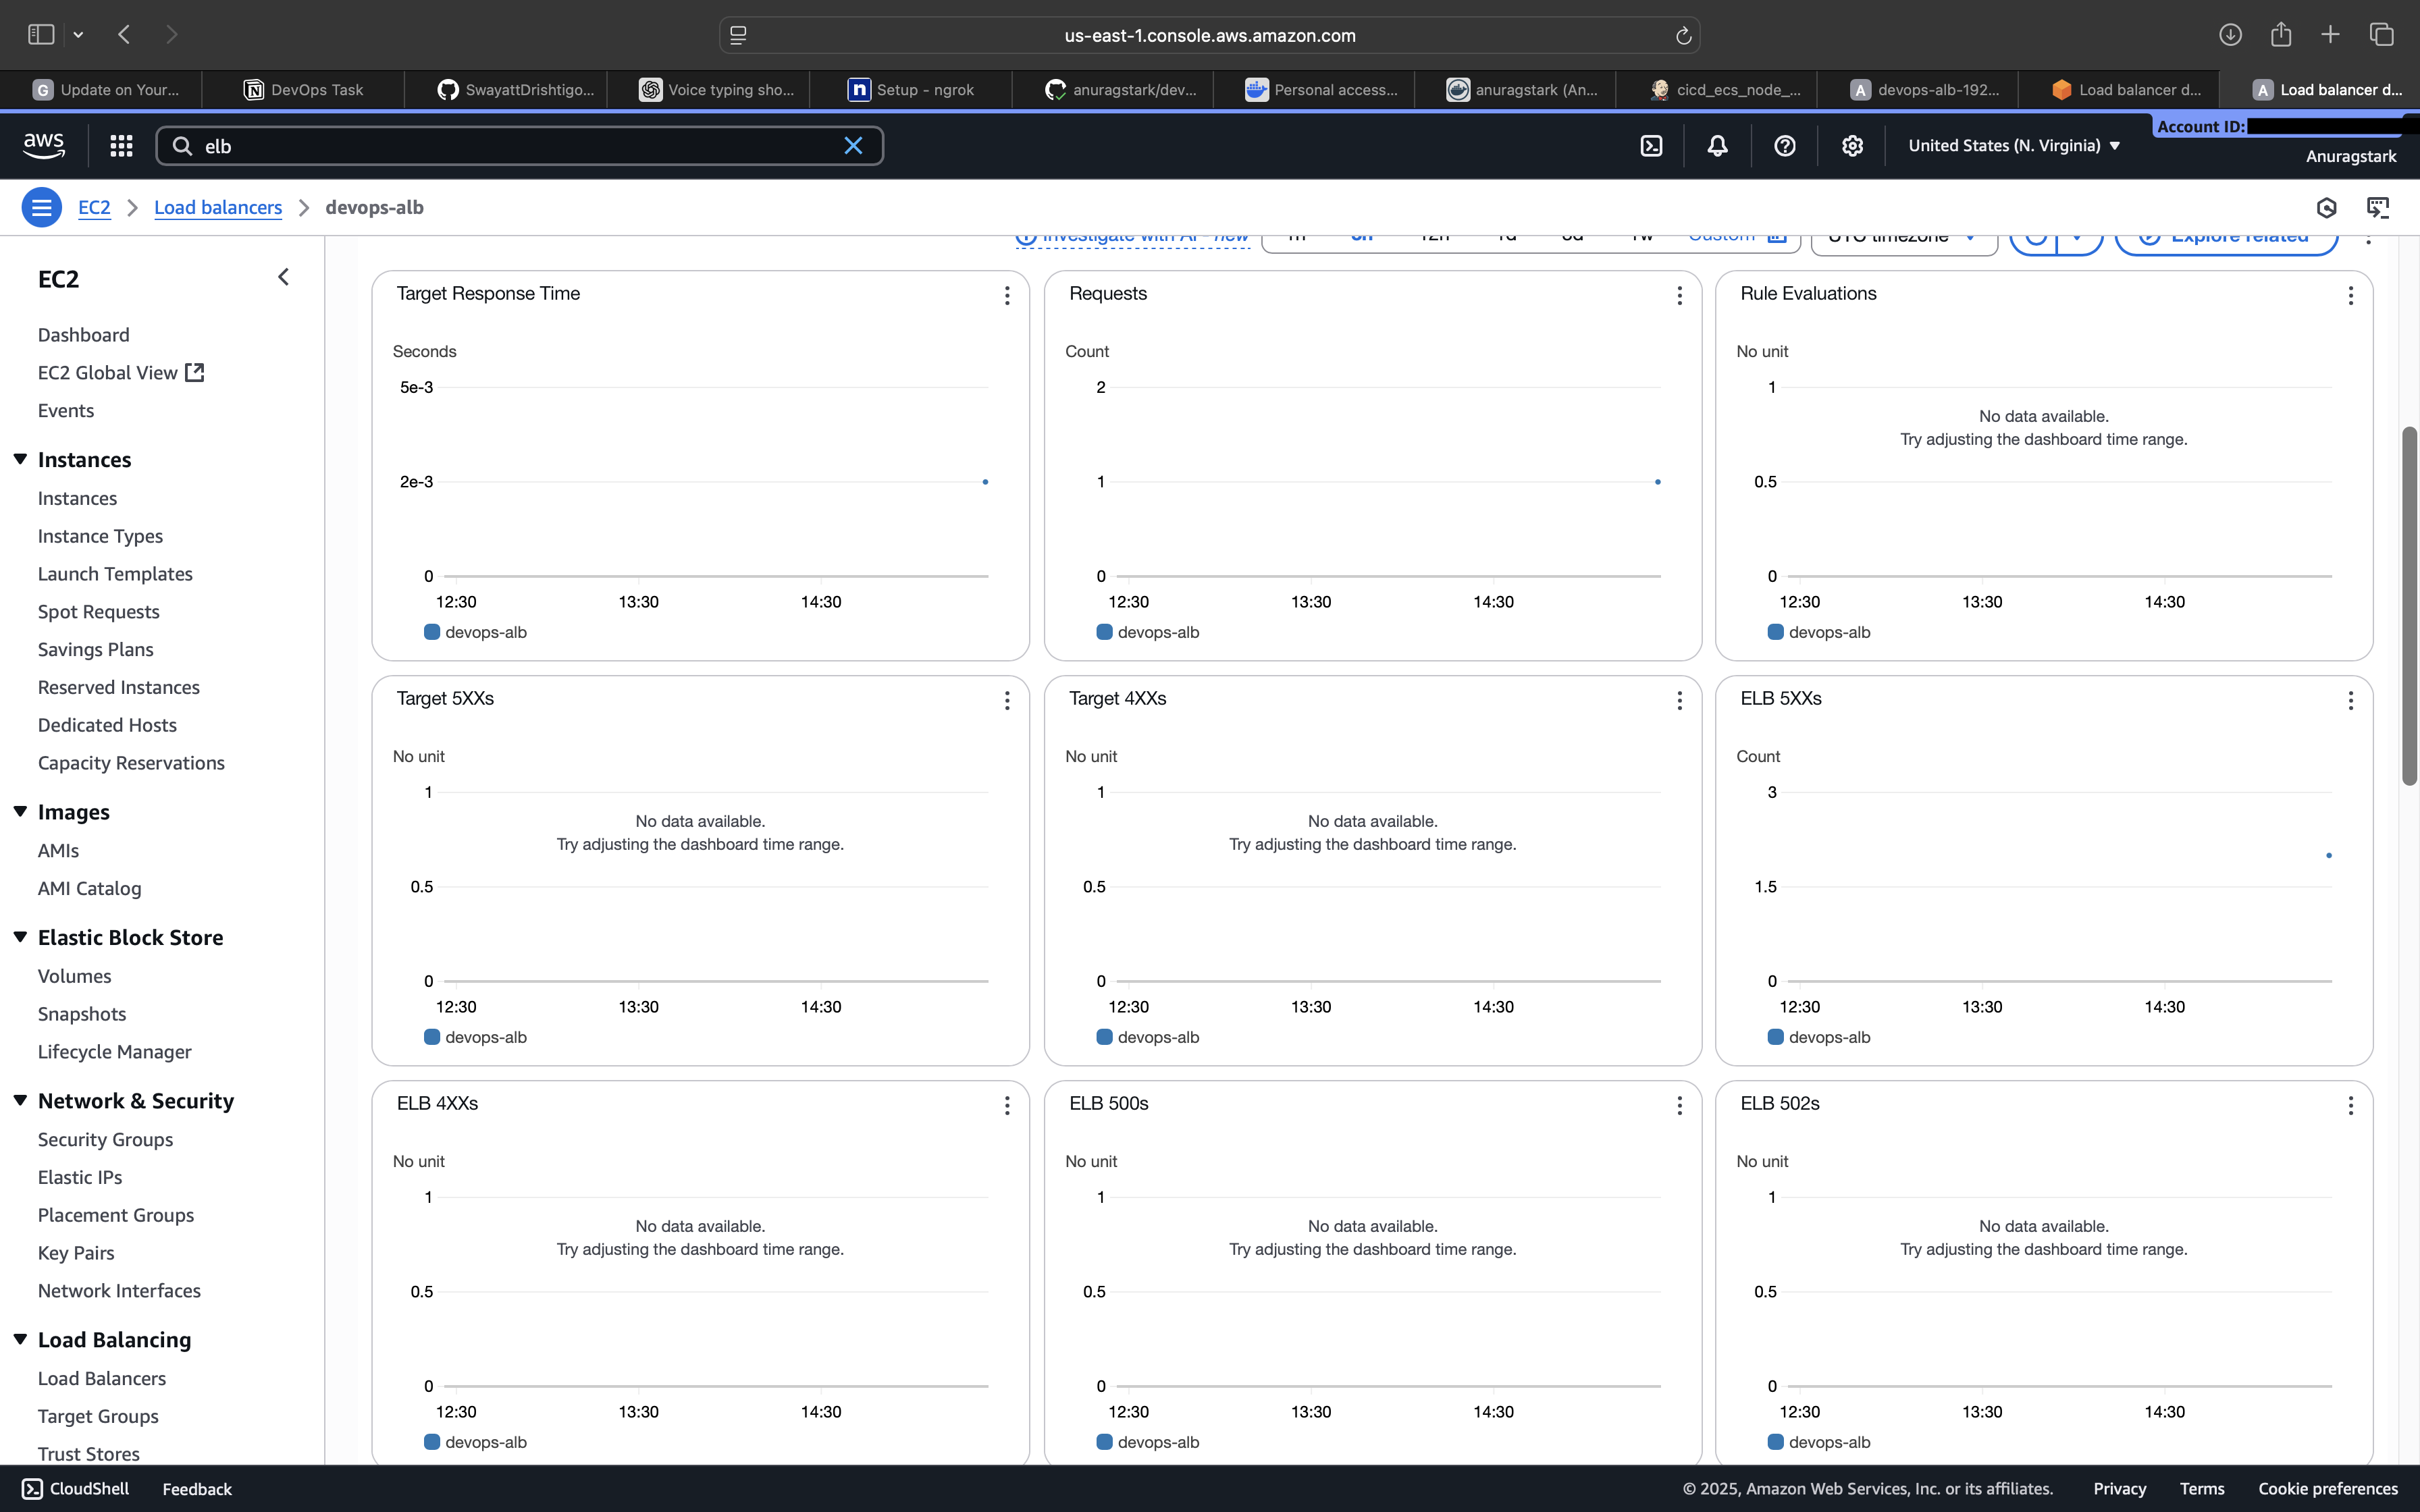 us-east-1.console.aws.amazon.com
G Update on Your...
DevOps Task
SwayattDrishtigo...
Voice typing sho...
n Setup - ngrok
anuragstark/dev...
Personal access...
anuragstark (An...
cicd_ecs_node_...
A devops-alb-192...
Load balancer d...
A Load balancer d...
aws
elb
United States (N. Virginia)
Account ID:
Anuragstark
EC2
Load balancers
devops-alb
Investigate with AI - new
1h 3h 12h 1d 3d 1w Custom
UTC timezone
Explore related
EC2
Dashboard
EC2 Global View
Events
Instances
Instances
Instance Types
Launch Templates
Spot Requests
Savings Plans
Reserved Instances
Dedicated Hosts
Capacity Reservations
Images
AMIs
AMI Catalog
Elastic Block Store
Volumes
Snapshots
Lifecycle Manager
Network & Security
Security Groups
Elastic IPs
Placement Groups
Key Pairs
Network Interfaces
Load Balancing
Load Balancers
Target Groups
Trust Stores
Target Response Time
Seconds
5e-3
2e-3
0
12:30 13:30 14:30
devops-alb
Requests
Count
2
1
0
12:30 13:30 14:30
devops-alb
Rule Evaluations
No unit
1
No data available.
Try adjusting the dashboard time range.
0.5
0
12:30 13:30 14:30
devops-alb
Target 5XXs
No unit
1
No data available.
Try adjusting the dashboard time range.
0.5
0
12:30 13:30 14:30
devops-alb
Target 4XXs
No unit
1
No data available.
Try adjusting the dashboard time range.
0.5
0
12:30 13:30 14:30
devops-alb
ELB 5XXs
Count
3
1.5
0
12:30 13:30 14:30
devops-alb
ELB 4XXs
No unit
1
No data available.
Try adjusting the dashboard time range.
0.5
0
12:30 13:30 14:30
devops-alb
ELB 500s
No unit
1
No data available.
Try adjusting the dashboard time range.
0.5
0
12:30 13:30 14:30
devops-alb
ELB 502s
No unit
1
No data available.
Try adjusting the dashboard time range.
0.5
0
12:30 13:30 14:30
devops-alb
CloudShell
Feedback
© 2025, Amazon Web Services, Inc. or its affiliates.
Privacy
Terms
Cookie preferences